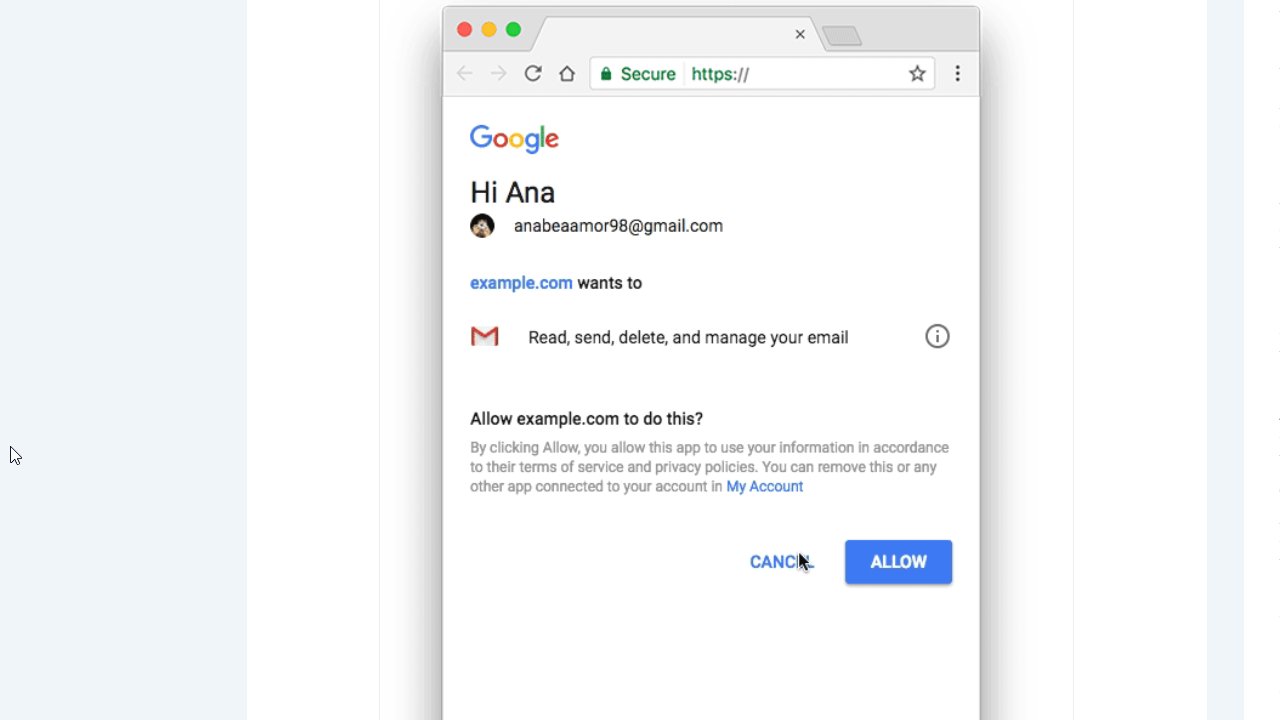 Secure https://
Google
Hi Ana
anabeaamor98@gmail.com
example.com wants to
Read, send, delete, and manage your email
Allow example.com to do this?
By clicking Allow, you allow this app to use your information in accordance
to their terms of service and privacy policies. You can remove this or any
other app connected to your account in My Account
CANCEL ALLOW